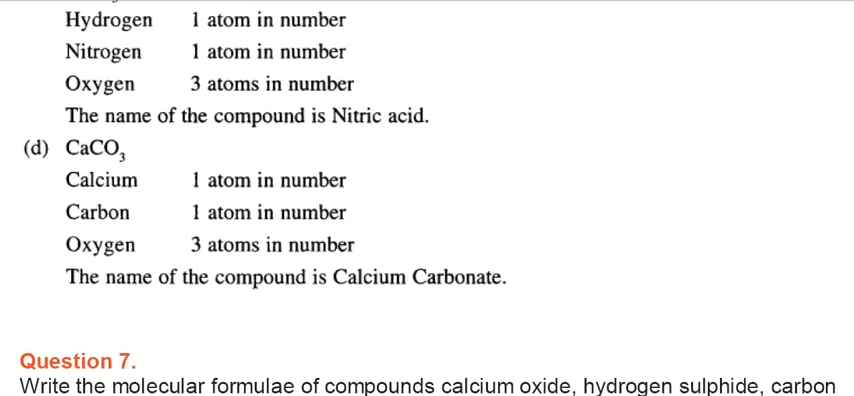 Hydrogen 1 atom in number
Nitrogen 1 atom in number
Oxygen 3 atoms in number
The name of the compound is Nitric acid.
(d) CaCO₃
Calcium 1 atom in number
Carbon 1 atom in number
Oxygen 3 atoms in number
The name of the compound is Calcium Carbonate.
Question 7.
Write the molecular formulae of compounds calcium oxide, hydrogen sulphide, carbon